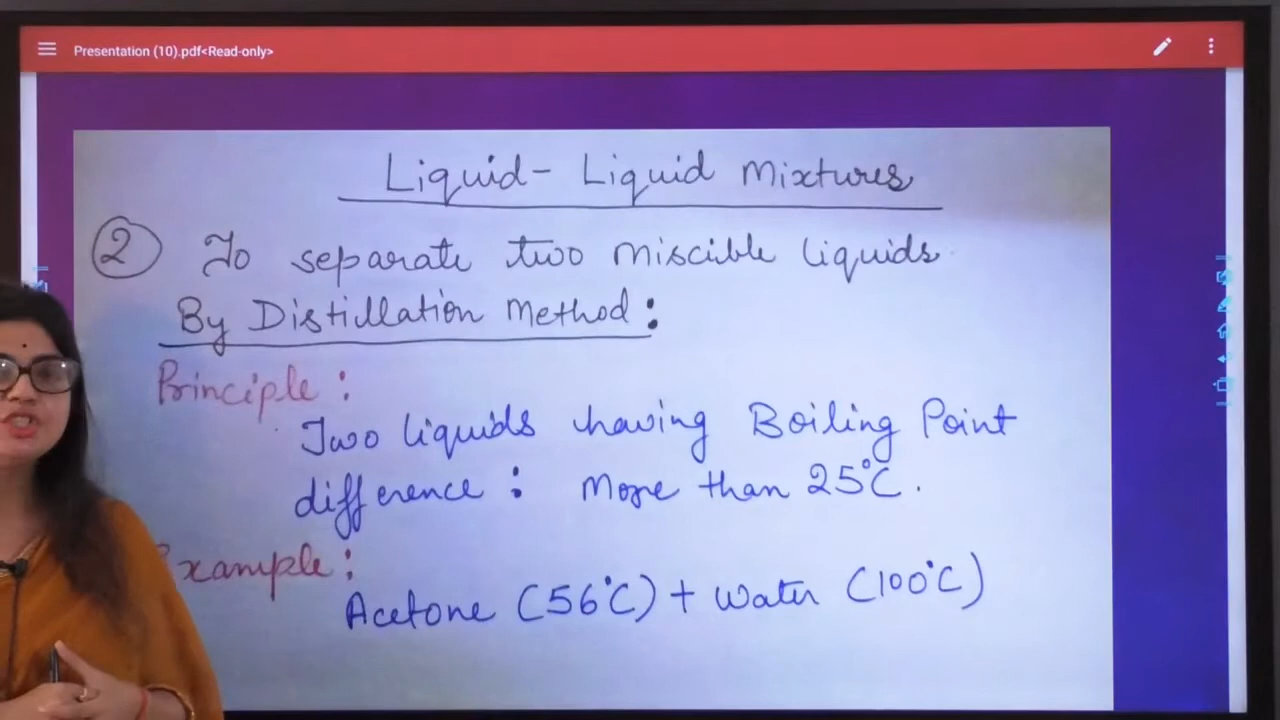 Presentation (10).pdf<Read-only>
Liquid-Liquid Mixtures
2 To separate two miscible liquids.
By Distillation Method:
Principle:
Two liquids having Boiling Point
difference: More than 25°C.
xample:
Acetone (56°C) + Water (100°C)